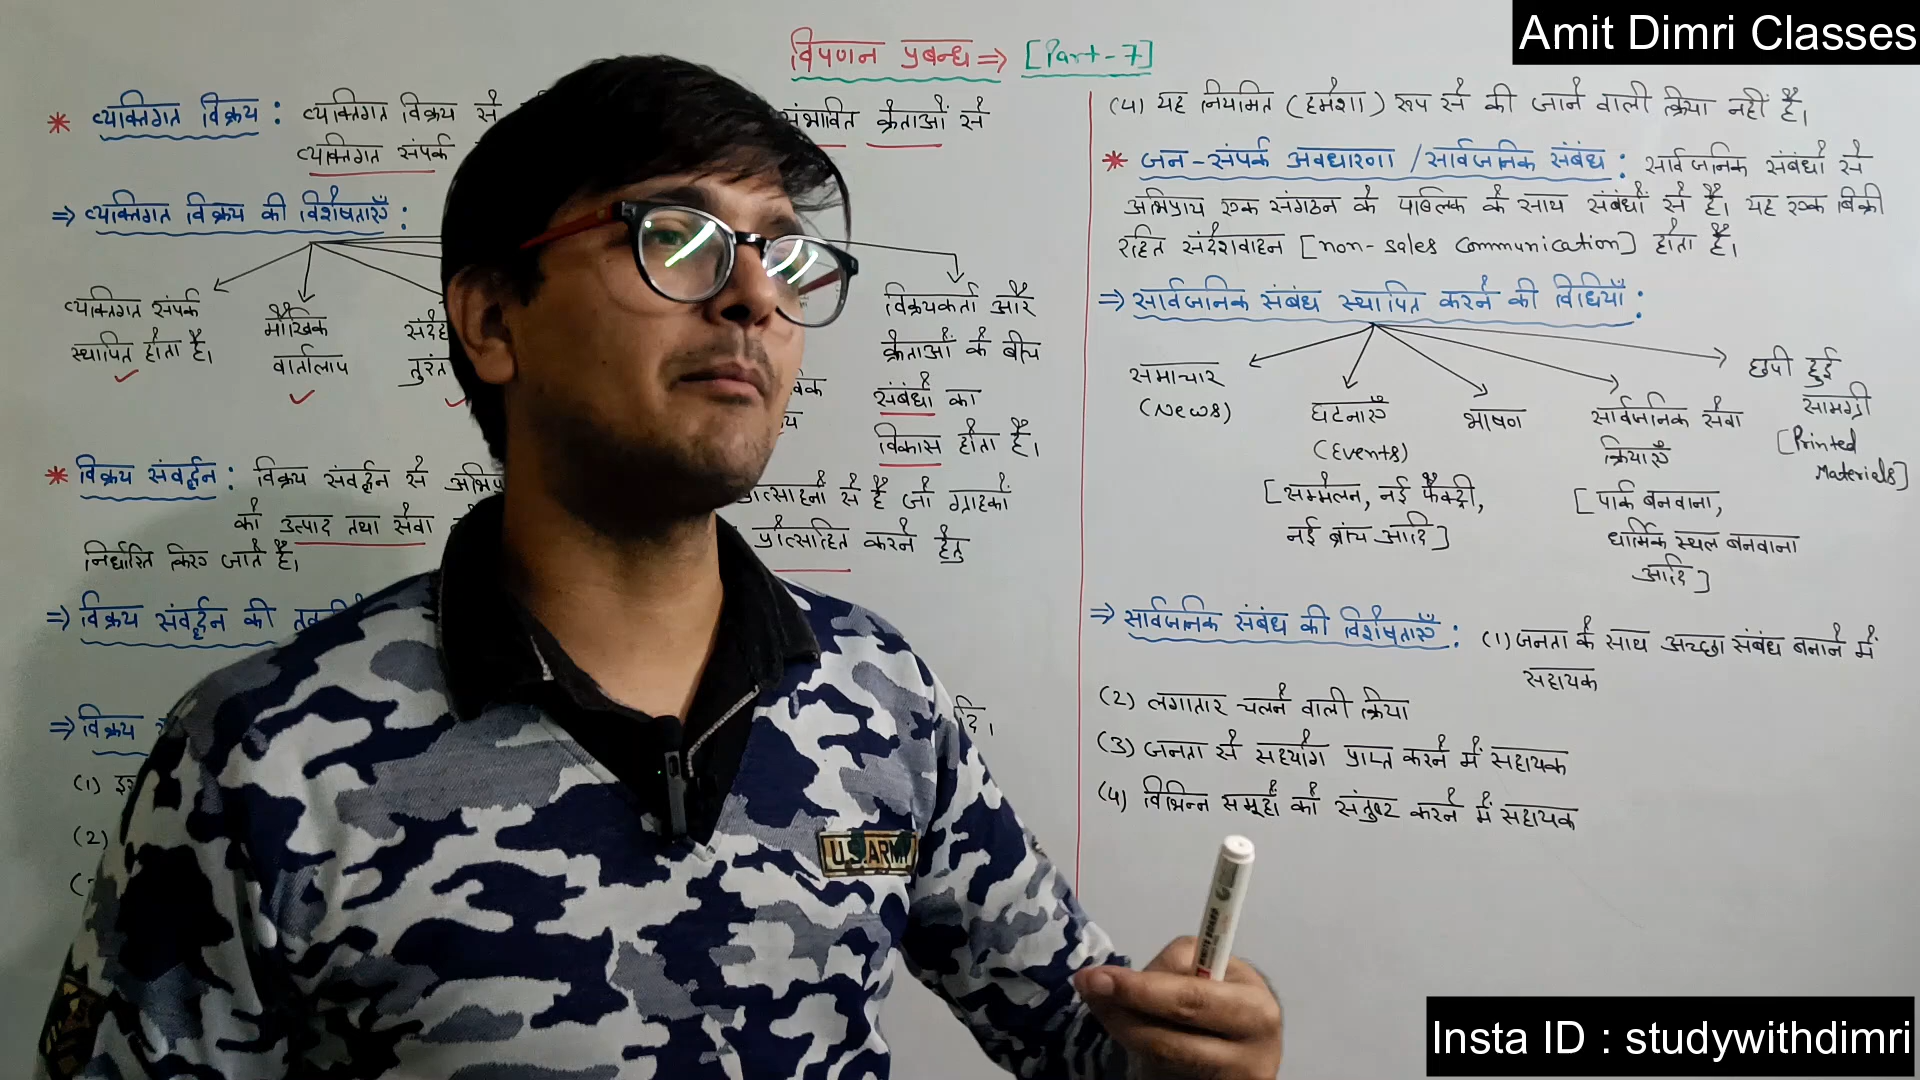 Amit Dimri Classes
विपणन प्रबन्ध ⇒ [Part-7]
* व्यक्तिगत विक्रय : व्यक्तिगत विक्रय से
संभावित क्रेताओं से
व्यक्तिगत संपर्क
⇒ व्यक्तिगत विक्रय की विशेषताएँ :
व्यक्तिगत संपर्क
स्थापित होता है।
मौखिक
वार्तालाप
तुरंत
विक्रयकर्ता और
क्रेताओं के बीच
संबंधों का
विकास होता है।
* विक्रय संवर्द्धन : विक्रय संवर्द्धन से
से है जो ग्राहकों
को उत्पाद तथा सेवा
प्रोत्साहित करने हेतु
निर्धारित किए जाते है।
⇒ विक्रय संवर्द्धन की
⇒ विक्रय
(1)
(2)
(4) यह नियमित (हमेशा) रूप से की जाने वाली क्रिया नहीं है।
* जन-संपर्क अवधारणा / सार्वजनिक संबंध : सार्वजनिक संबंधों से
अभिप्राय एक संगठन के पब्लिक के साथ संबंधों से है। यह एक बिक्री
रहित संदेशवाहन [non-sales communication] होता है।
⇒ सार्वजनिक संबंध स्थापित करने की विधियाँ :
समाचार
(News)
घटनाएँ
(Events)
[सम्मेलन, नई फैक्ट्री,
नई ब्रांच आदि]
भाषण
सार्वजनिक सेवा
क्रियाएँ
[पार्क बनवाना,
धार्मिक स्थल बनवाना
आदि]
छपी हुई
सामग्री
[Printed
Materials]
⇒ सार्वजनिक संबंध की विशेषताएँ : (1) जनता के साथ अच्छा संबंध बनाने में
सहायक
(2) लगातार चलने वाली क्रिया
(3) जनता से सहयोग प्राप्त करने में सहायक
(4) विभिन्न समूहों को संतुष्ट करने में सहायक
U.S.ARMY
Insta ID : studywithdimri